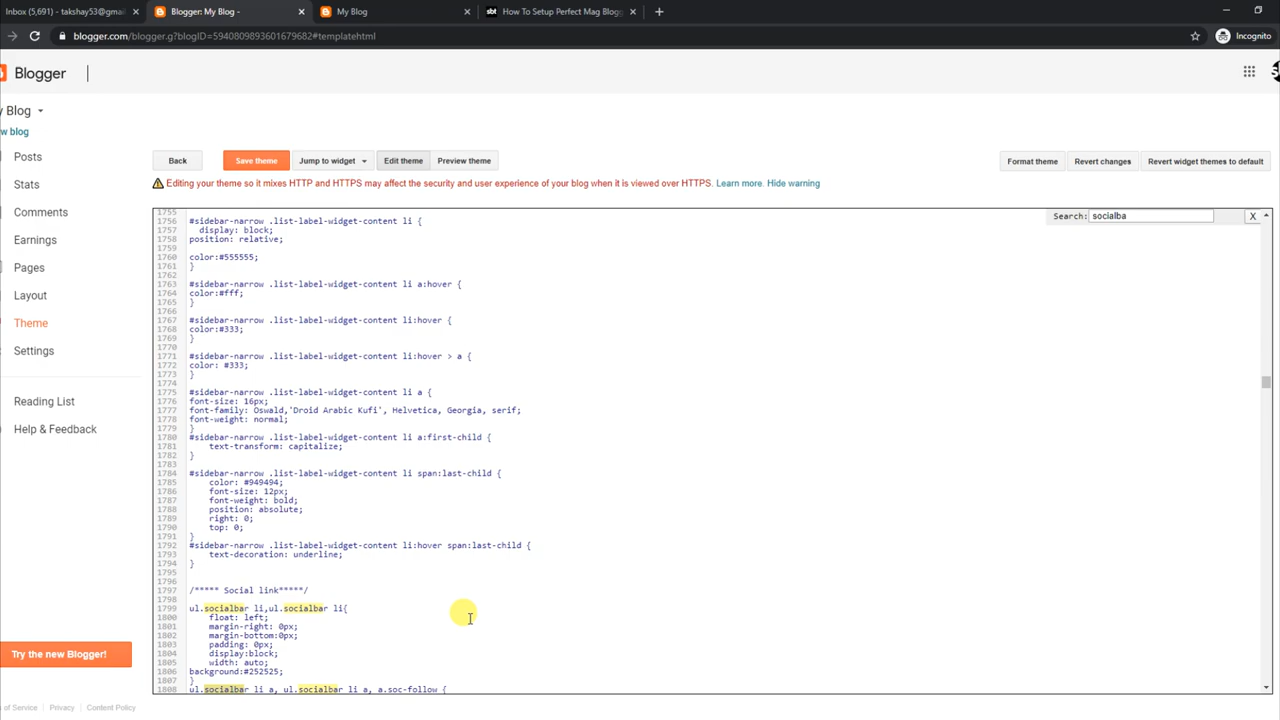 Inbox (5,691) - takshay53@gmai
Blogger: My Blog -
My Blog
sbt
How To Setup Perfect Mag Blogg
blogger.com/blogger.g?blogID=5940809893601679682#templatehtml
Incognito
Blogger
y Blog
w blog
Posts
Stats
Comments
Earnings
Pages
Layout
Theme
Settings
Reading List
Help & Feedback
Try the new Blogger!
of Service
Privacy
Content Policy
Back
Save theme
Jump to widget
Edit theme
Preview theme
Format theme
Revert changes
Revert widget themes to default
Editing your theme so it mixes HTTP and HTTPS may affect the security and user experience of your blog when it is viewed over HTTPS. Learn more. Hide warning
Search: socialba
X
1755
1756 #sidebar-narrow .list-label-widget-content li {
1757 display: block;
1758 position: relative;
1759
1760 color:#555555;
1761 }
1762
1763 #sidebar-narrow .list-label-widget-content li a:hover {
1764 color:#fff;
1765 }
1766
1767 #sidebar-narrow .list-label-widget-content li:hover {
1768 color:#333;
1769 }
1770
1771 #sidebar-narrow .list-label-widget-content li:hover > a {
1772 color: #333;
1773 }
1774
1775 #sidebar-narrow .list-label-widget-content li a {
1776 font-size: 16px;
1777 font-family: Oswald,'Droid Arabic Kufi', Helvetica, Georgia, serif;
1778 font-weight: normal;
1779 }
1780 #sidebar-narrow .list-label-widget-content li a:first-child {
1781 text-transform: capitalize;
1782 }
1783
1784 #sidebar-narrow .list-label-widget-content li span:last-child {
1785 color: #949494;
1786 font-size: 12px;
1787 font-weight: bold;
1788 position: absolute;
1789 right: 0;
1790 top: 0;
1791 }
1792 #sidebar-narrow .list-label-widget-content li:hover span:last-child {
1793 text-decoration: underline;
1794 }
1795
1796
1797 /***** Social link*****/
1798
1799 ul.socialbar li,ul.socialbar li{
1800 float: left;
1801 margin-right: 0px;
1802 margin-bottom:0px;
1803 padding: 0px;
1804 display:block;
1805 width: auto;
1806 background:#252525;
1807 }
1808 ul.socialbar li a, ul.socialbar li a, a.soc-follow {